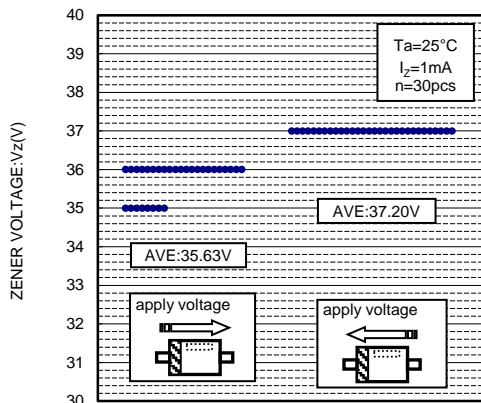 ZENER VOLTAGE:Vz(V)
40
39
38
37
36
35
34
33
32
31
30
Ta=25°C
IZ=1mA
n=30pcs
AVE:37.20V
AVE:35.63V
apply voltage
apply voltage